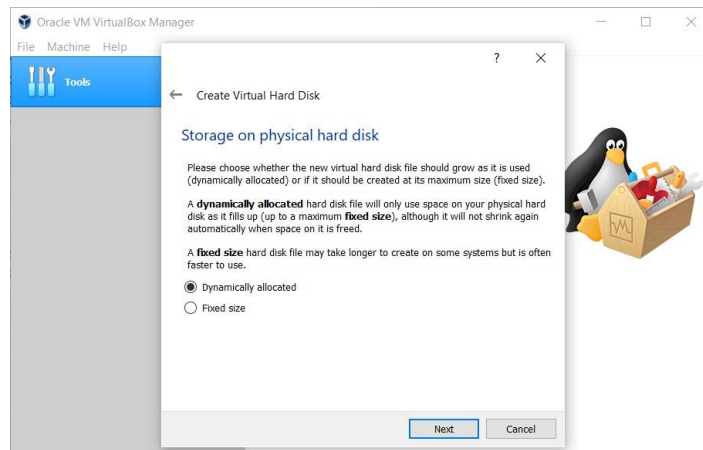 Oracle VM VirtualBox Manager
File Machine Help
Tools
?
← Create Virtual Hard Disk
Storage on physical hard disk
Please choose whether the new virtual hard disk file should grow as it is used
(dynamically allocated) or if it should be created at its maximum size (fixed size).
A dynamically allocated hard disk file will only use space on your physical hard
disk as it fills up (up to a maximum fixed size), although it will not shrink again
automatically when space on it is freed.
A fixed size hard disk file may take longer to create on some systems but is often
faster to use.
Dynamically allocated
Fixed size
Next Cancel